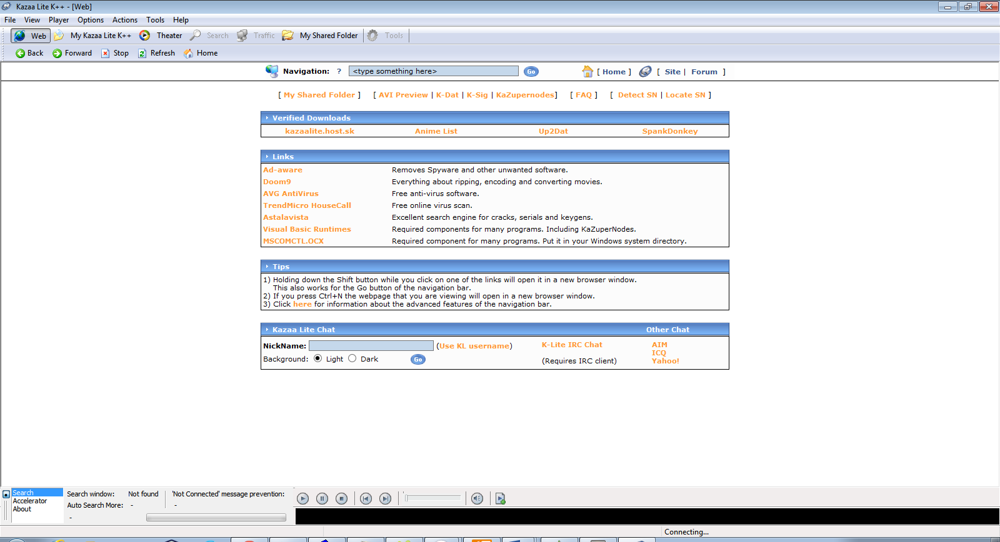 Kazaa Lite K++ - [Web]
File View Player Options Actions Tools Help
Web My Kazaa Lite K++ Theater Search Traffic My Shared Folder Tools
Back Forward Stop Refresh Home
Navigation: ? <type something here> Go [ Home ] [ Site | Forum ]
[ My Shared Folder ] [ AVI Preview | K-Dat | K-Sig | KaZupernodes] [ FAQ ] [ Detect SN | Locate SN ]
Verified Downloads
kazaalite.host.sk Anime List Up2Dat SpankDonkey
Links
Ad-aware Removes Spyware and other unwanted software.
Doom9 Everything about ripping, encoding and converting movies.
AVG AntiVirus Free anti-virus software.
TrendMicro HouseCall Free online virus scan.
Astalavista Excellent search engine for cracks, serials and keygens.
Visual Basic Runtimes Required components for many programs. Including KaZuperNodes.
MSCOMCTL.OCX Required component for many programs. Put it in your Windows system directory.
Tips
1) Holding down the Shift button while you click on one of the links will open it in a new browser window.
This also works for the Go button of the navigation bar.
2) If you press Ctrl+N the webpage that you are viewing will open in a new browser window.
3) Click here for information about the advanced features of the navigation bar.
Kazaa Lite Chat Other Chat
NickName: (Use KL username) K-Lite IRC Chat AIM
ICQ
Background: Light Dark Go (Requires IRC client) Yahoo!
Search Search window: Not found 'Not Connected' message prevention:
Accelerator Auto Search More: - -
About
-
Connecting...